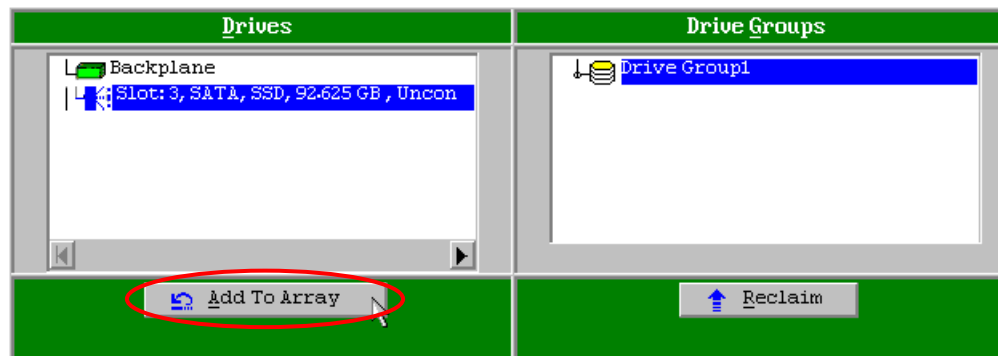 Drives
Drive Groups
Backplane
Slot: 3, SATA, SSD, 92.625 GB , Uncon
Drive Group1
Add To Array
Reclaim